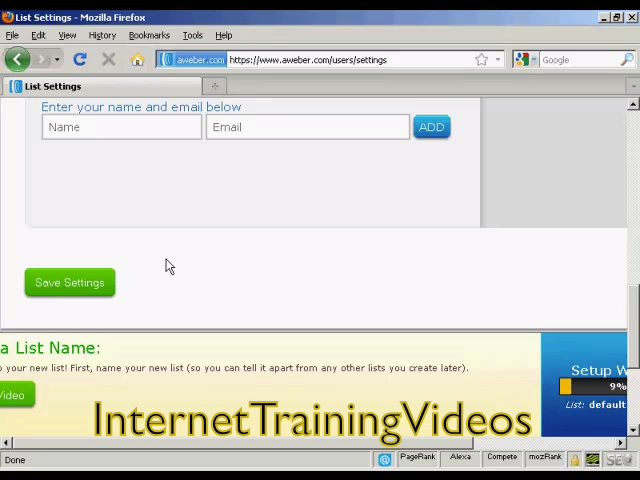 List Settings - Mozilla Firefox
File Edit View History Bookmarks Tools Help
aweber.com https://www.aweber.com/users/settings Google
List Settings
Enter your name and email below
Name Email ADD
Save Settings
a List Name:
o your new list! First, name your new list (so you can tell it apart from any other lists you create later).
Setup W
Video
9%
List: default
InternetTrainingVideos
Done PageRank Alexa Compete mozRank